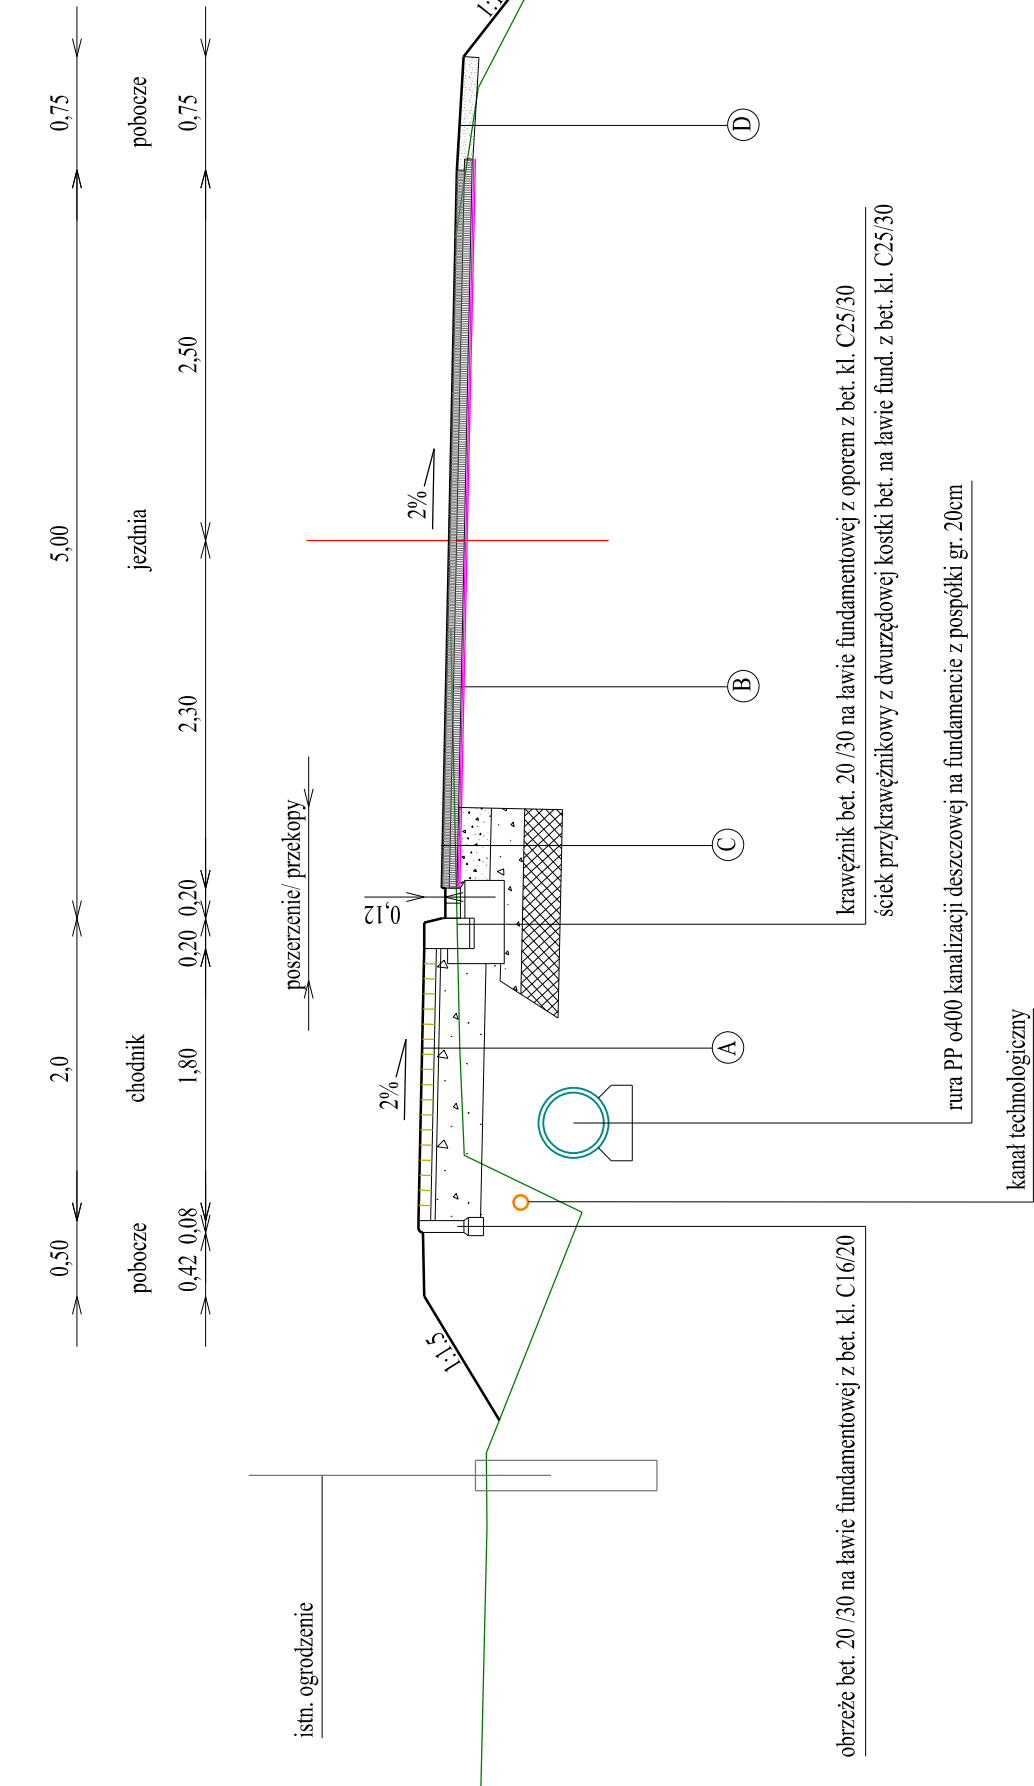 0,50
2,0
5,00
0,75
pobocze
chodnik
jezdnia
pobocze
0,42
0,08
1,80
0,20
0,20
2,30
2,50
0,75
istn. ogrodzenie
poszerzenie/ przekopy
0,12
2%
2%
1:1.5
A
C
B
D
obrzeże bet. 20 /30 na ławie fundamentowej z bet. kl. C16/20
krawężnik bet. 20 /30 na ławie fundamentowej z oporem z bet. kl. C25/30
ściek przykrawężnikowy z dwurzędowej kostki bet. na ławie fund. z bet. kl. C25/30
rura PP o400 kanalizacji deszczowej na fundamencie z pospółki gr. 20cm
kanał technologiczny